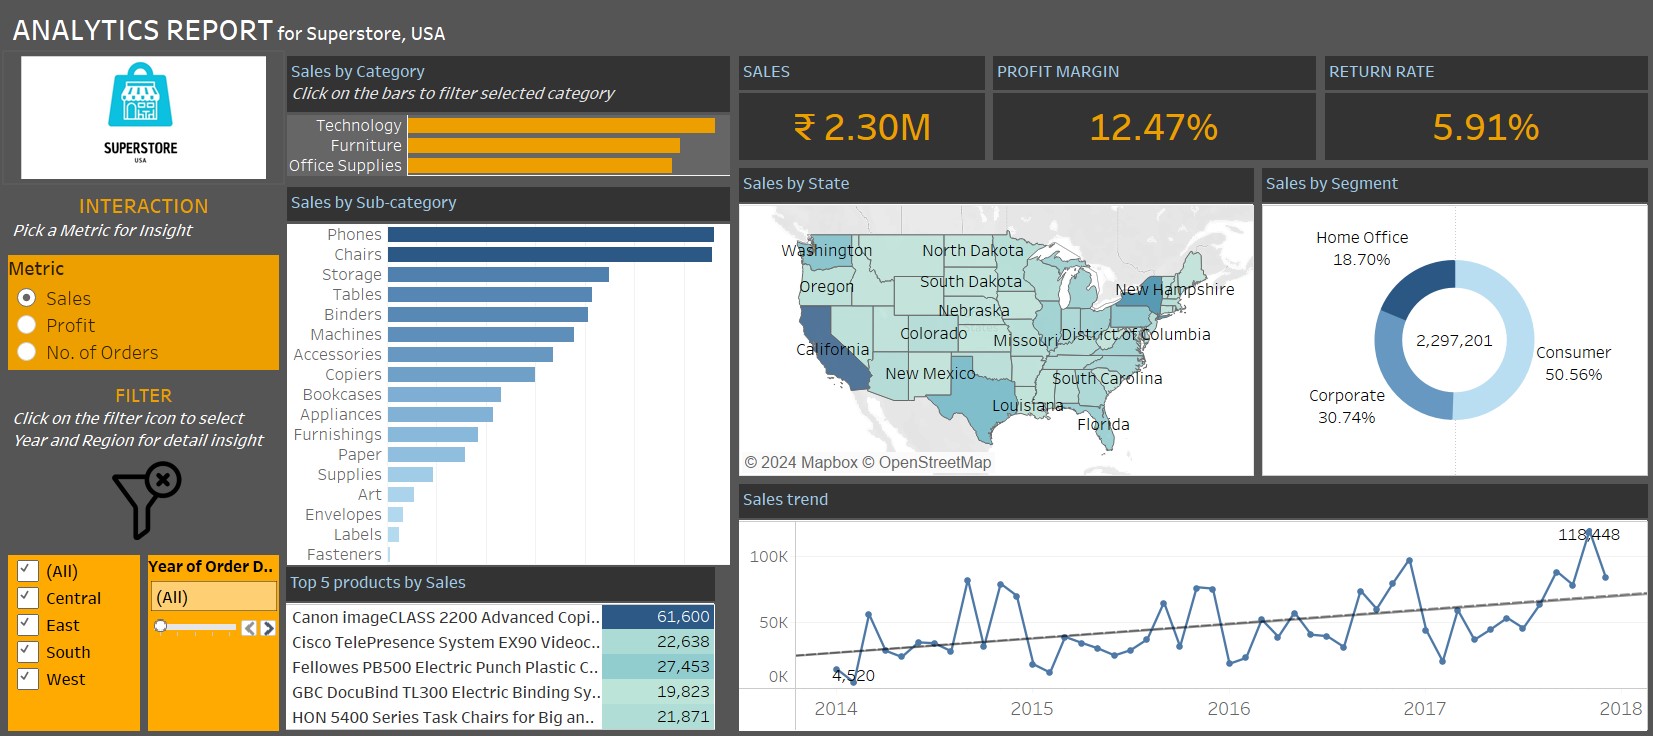 ANALYTICS REPORT for Superstore, USA
SUPERSTORE
USA
INTERACTION
Pick a Metric for Insight
Metric
Sales
Profit
No. of Orders
FILTER
Click on the filter icon to select
Year and Region for detail insight
(All)
Central
East
South
West
Year of Order D..
(All)
Sales by Category
Click on the bars to filter selected category
Technology
Furniture
Office Supplies
Sales by Sub-category
Phones
Chairs
Storage
Tables
Binders
Machines
Accessories
Copiers
Bookcases
Appliances
Furnishings
Paper
Supplies
Art
Envelopes
Labels
Fasteners
Top 5 products by Sales
Canon imageCLASS 2200 Advanced Copi.. 61,600
Cisco TelePresence System EX90 Videoc.. 22,638
Fellowes PB500 Electric Punch Plastic C.. 27,453
GBC DocuBind TL300 Electric Binding Sy.. 19,823
HON 5400 Series Task Chairs for Big an.. 21,871
SALES
₹ 2.30M
PROFIT MARGIN
12.47%
RETURN RATE
5.91%
Sales by State
Washington
North Dakota
Oregon
South Dakota
New Hampshire
Nebraska
Colorado
Missouri
District of Columbia
California
New Mexico
South Carolina
Louisiana
Florida
© 2024 Mapbox © OpenStreetMap
Sales by Segment
Home Office
18.70%
2,297,201
Consumer
50.56%
Corporate
30.74%
Sales trend
118,448
100K
50K
0K
4,520
2014 2015 2016 2017 2018